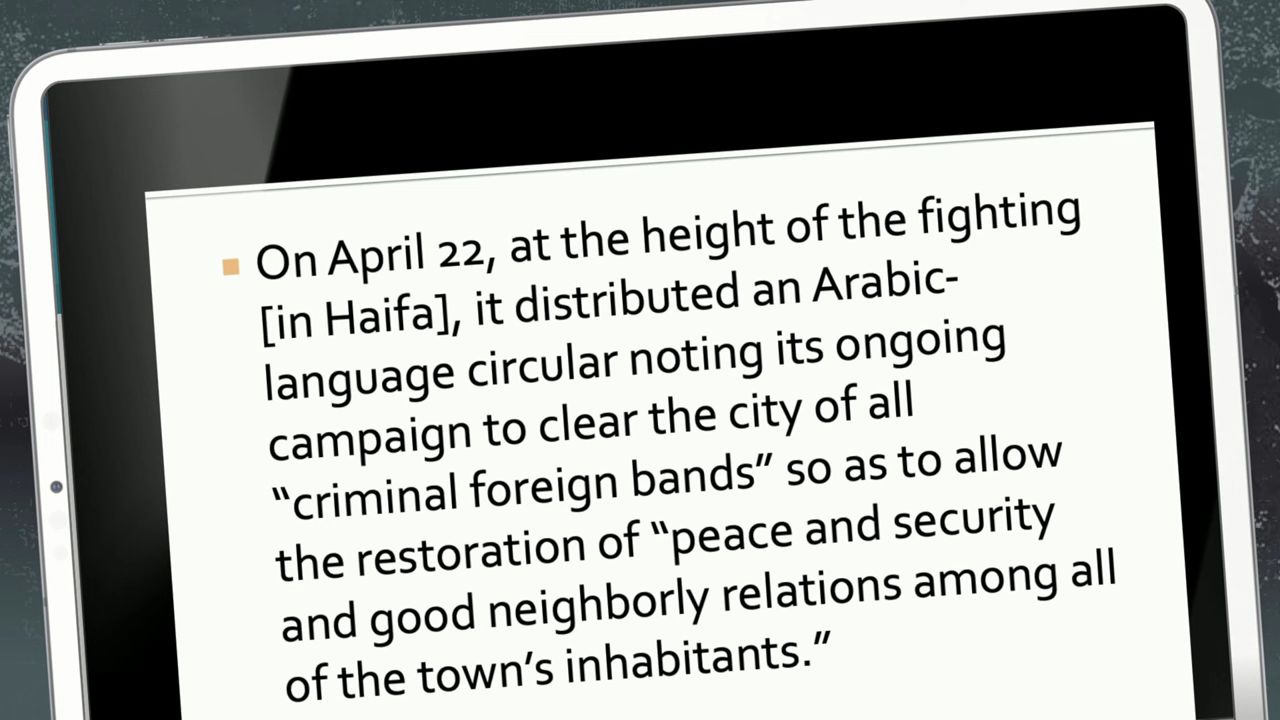 On April 22, at the height of the fighting
[in Haifa], it distributed an Arabic-
language circular noting its ongoing
campaign to clear the city of all
“criminal foreign bands” so as to allow
the restoration of “peace and security
and good neighborly relations among all
of the town’s inhabitants.”